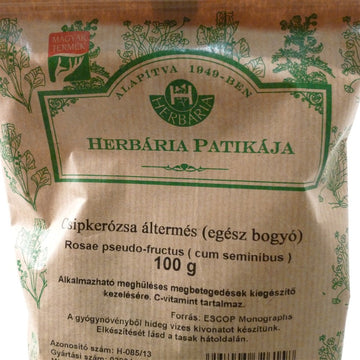 MAGYAR
TERMÉK
ALAPÍTVA 1949-BEN
HERBÁRIA
HERBÁRIA PATIKÁJA
Csipkerózsa áltermés (egész bogyó)
Rosae pseudo-fructus ( cum seminibus )
100 g
Alkalmazható meghűléses megbetegedések kiegészítő
kezelésére. C-vitamint tartalmaz.
Forrás: ESCOP Monographs
A gyógynövényből hideg vizes kivonatot készítünk.
Elkészítését lásd a tasak hátoldalán.
Azonosító szám: H-085/13
Gyártási szám: